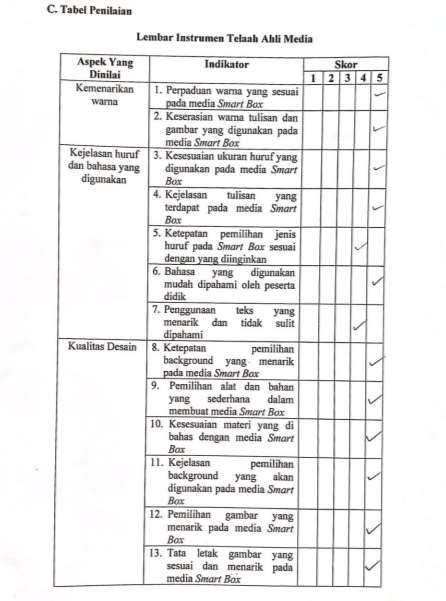 C. Tabel Penilaian
Lembar Instrumen Telaah Ahli Media
Aspek Yang Dinilai Indikator Skor
1 2 3 4 5
Kemenarikan
warna
1. Perpaduan warna yang sesuai
pada media Smart Box
2. Keserasian warna tulisan dan
gambar yang digunakan pada
media Smart Box
Kejelasan huruf
dan bahasa yang
digunakan
3. Kesesuaian ukuran huruf yang
digunakan pada media Smart
Box
4. Kejelasan tulisan yang
terdapat pada media Smart
Box
5. Ketepatan pemilihan jenis
huruf pada Smart Box sesuai
dengan yang diinginkan
6. Bahasa yang digunakan
mudah dipahami oleh peserta
didik
7. Penggunaan teks yang
menarik dan tidak sulit
dipahami
Kualitas Desain
8. Ketepatan pemilihan
background yang menarik
pada media Smart Box
9. Pemilihan alat dan bahan
yang sederhana dalam
membuat media Smart Box
10. Kesesuaian materi yang di
bahas dengan media Smart
Box
11. Kejelasan pemilihan
background yang akan
digunakan pada media Smart
Box
12. Pemilihan gambar yang
menarik pada media Smart
Box
13. Tata letak gambar yang
sesuai dan menarik pada
media Smart Box